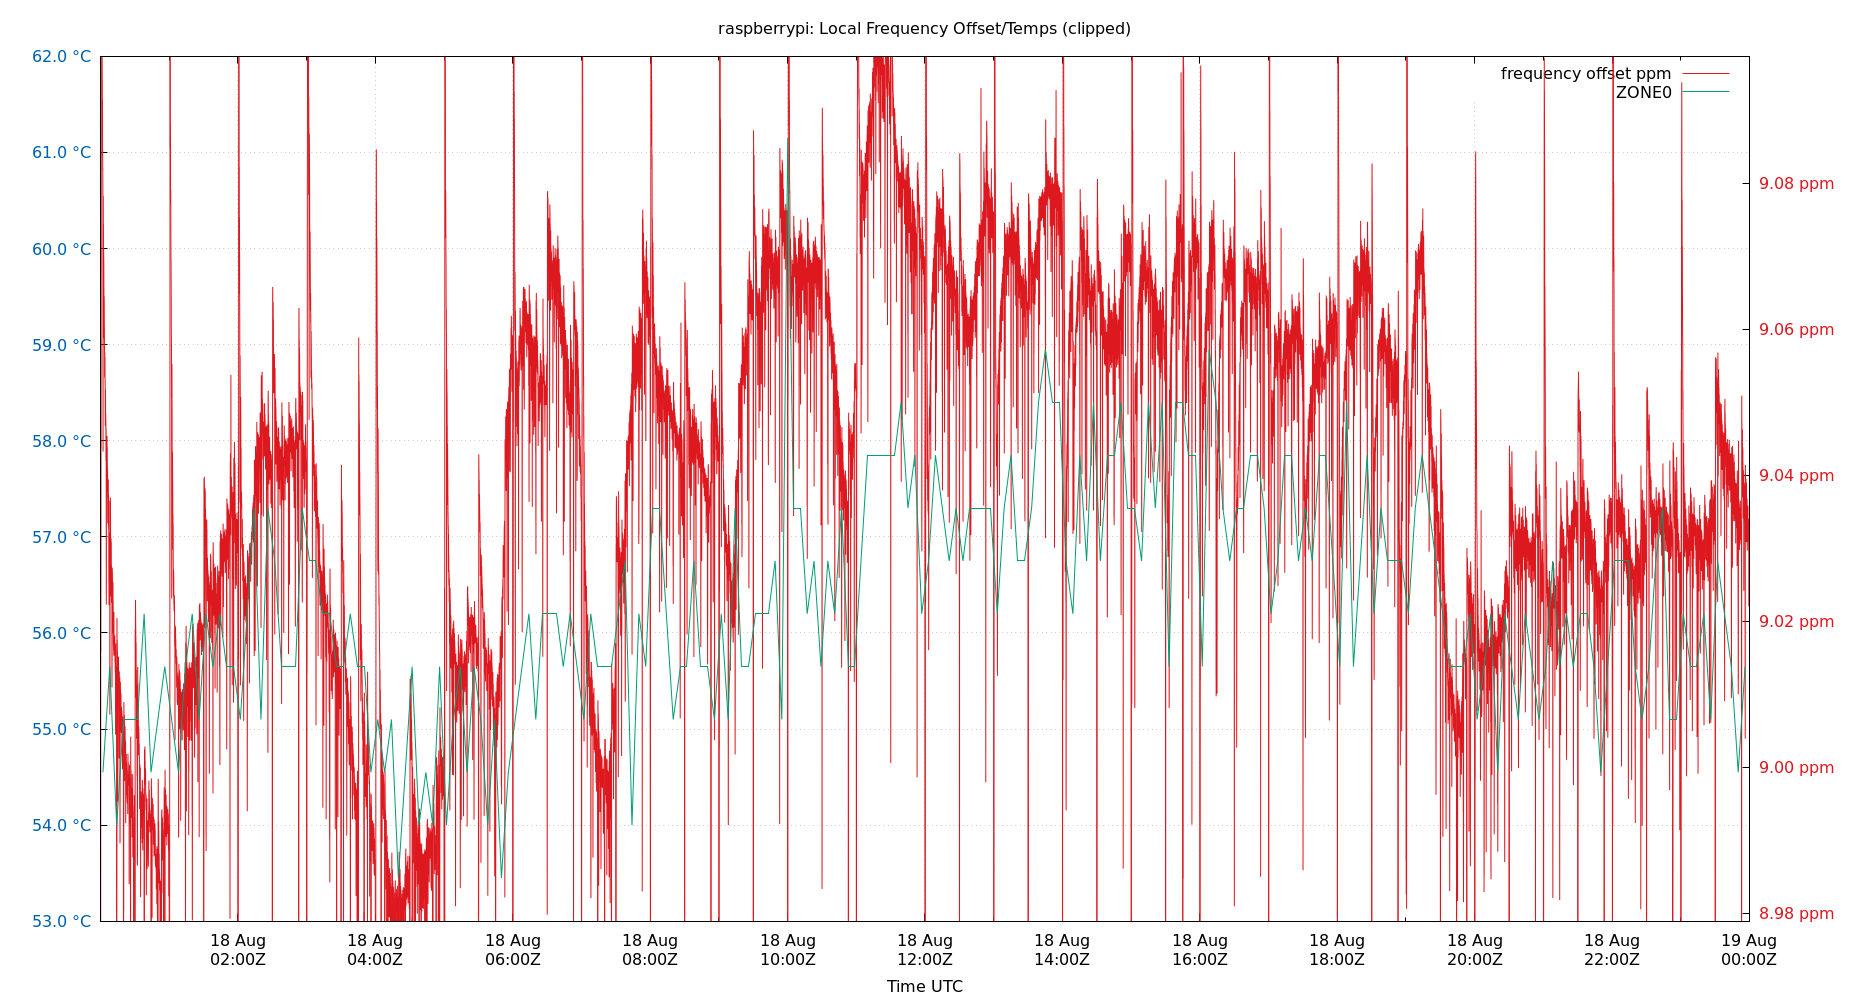 raspberrypi: Local Frequency Offset/Temps (clipped)
62.0 °C
61.0 °C
60.0 °C
59.0 °C
58.0 °C
57.0 °C
56.0 °C
55.0 °C
54.0 °C
53.0 °C
frequency offset ppm
ZONE0
9.08 ppm
9.06 ppm
9.04 ppm
9.02 ppm
9.00 ppm
8.98 ppm
18 Aug 18 Aug 18 Aug 18 Aug 18 Aug 18 Aug 18 Aug 18 Aug 18 Aug 18 Aug 18 Aug 19 Aug
02:00Z 04:00Z 06:00Z 08:00Z 10:00Z 12:00Z 14:00Z 16:00Z 18:00Z 20:00Z 22:00Z 00:00Z
Time UTC